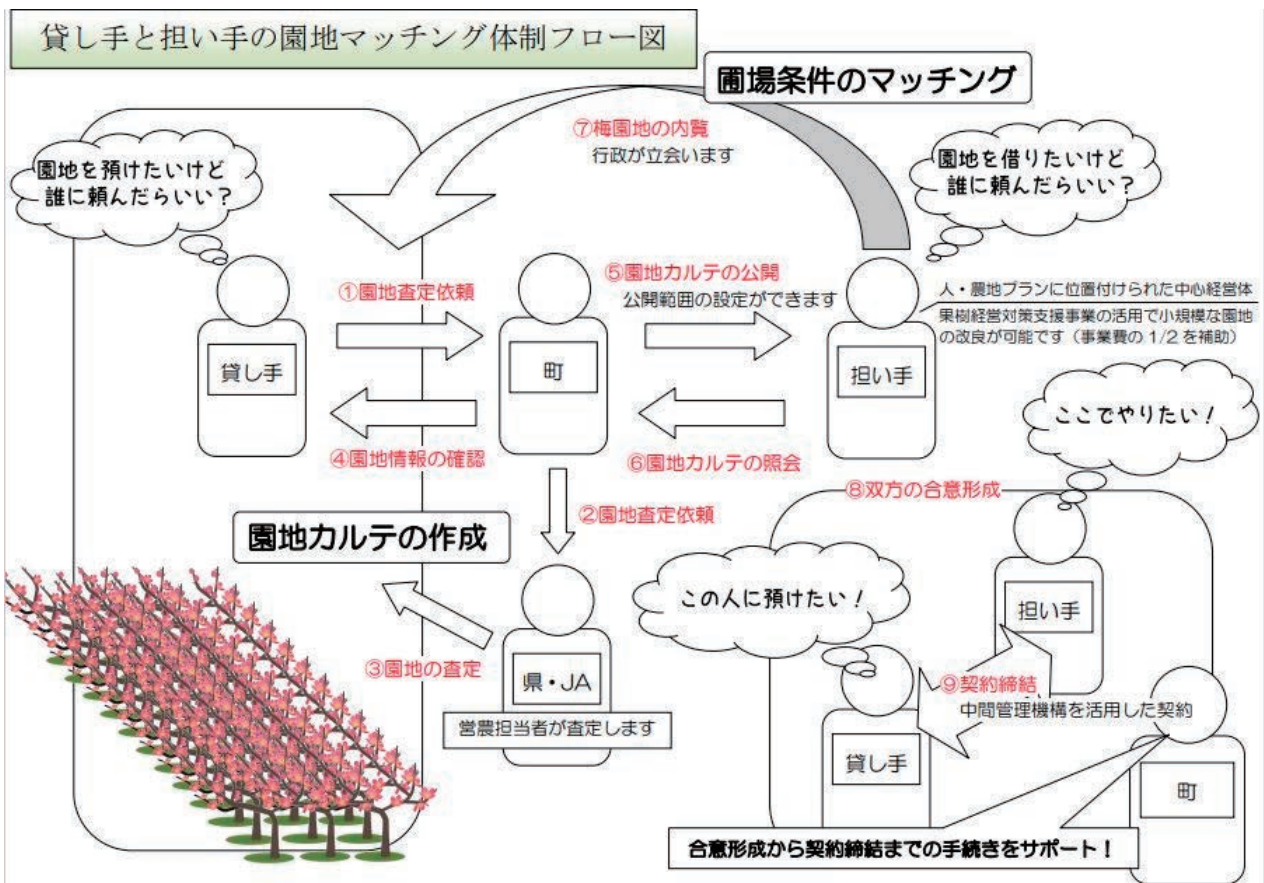 貸し手と担い手の園地マッチング体制フロー図
圃場条件のマッチング
⑦梅園地の内覧
行政が立会います
園地を預けたいけど
誰に頼んだらいい?
園地を借りたいけど
誰に頼んだらいい?
①園地査定依頼
⑤園地カルテの公開
公開範囲の設定ができます
人・農地プランに位置付けられた中心経営体
果樹経営対策支援事業の活用で小規模な園地
の改良が可能です(事業費の1/2を補助)
貸し手
町
担い手
④園地情報の確認
⑥園地カルテの照会
②園地査定依頼
園地カルテの作成
③園地の査定
県・JA
営農担当者が査定します
ここでやりたい!
⑧双方の合意形成
この人に預けたい!
担い手
⑨契約締結
中間管理機構を活用した契約
貸し手
町
合意形成から契約締結までの手続きをサポート!